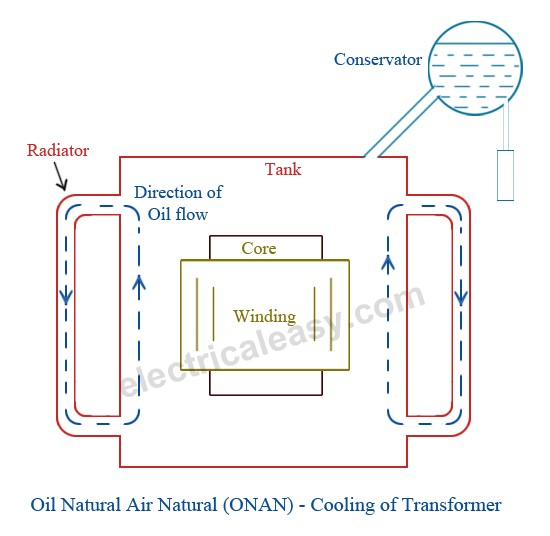 Conservator
Radiator
Tank
Direction of
Oil flow
Core
Winding
electricaleasy.com
Oil Natural Air Natural (ONAN) - Cooling of Transformer